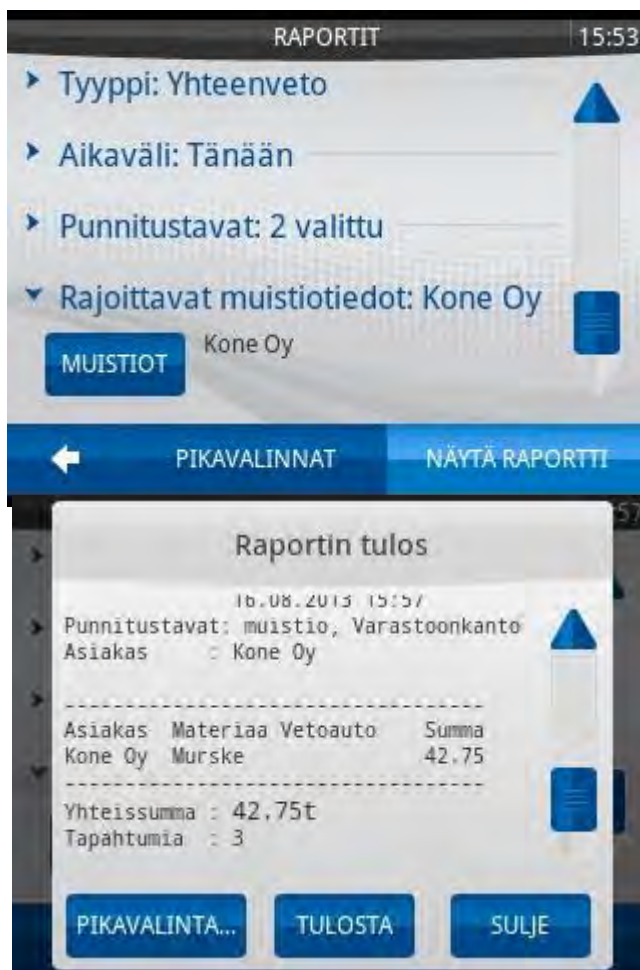 RAPORTIT 15:53
Tyyppi: Yhteenveto
Aikaväli: Tänään
Punnitustavat: 2 valittu
Rajoittavat muistiotiedot: Kone Oy
MUISTIOT Kone Oy
PIKAVALINNAT NÄYTÄ RAPORTTI
57
Raportin tulos
16.08.2013 15:57
Punnitustavat: muistio, Varastoonkanto
Asiakas : Kone Oy
------------------------------------
Asiakas Materiaa Vetoauto Summa
Kone Oy Murske 42.75
------------------------------------
Yhteissumma : 42.75t
Tapahtumia : 3
PIKAVALINTA... TULOSTA SULJE